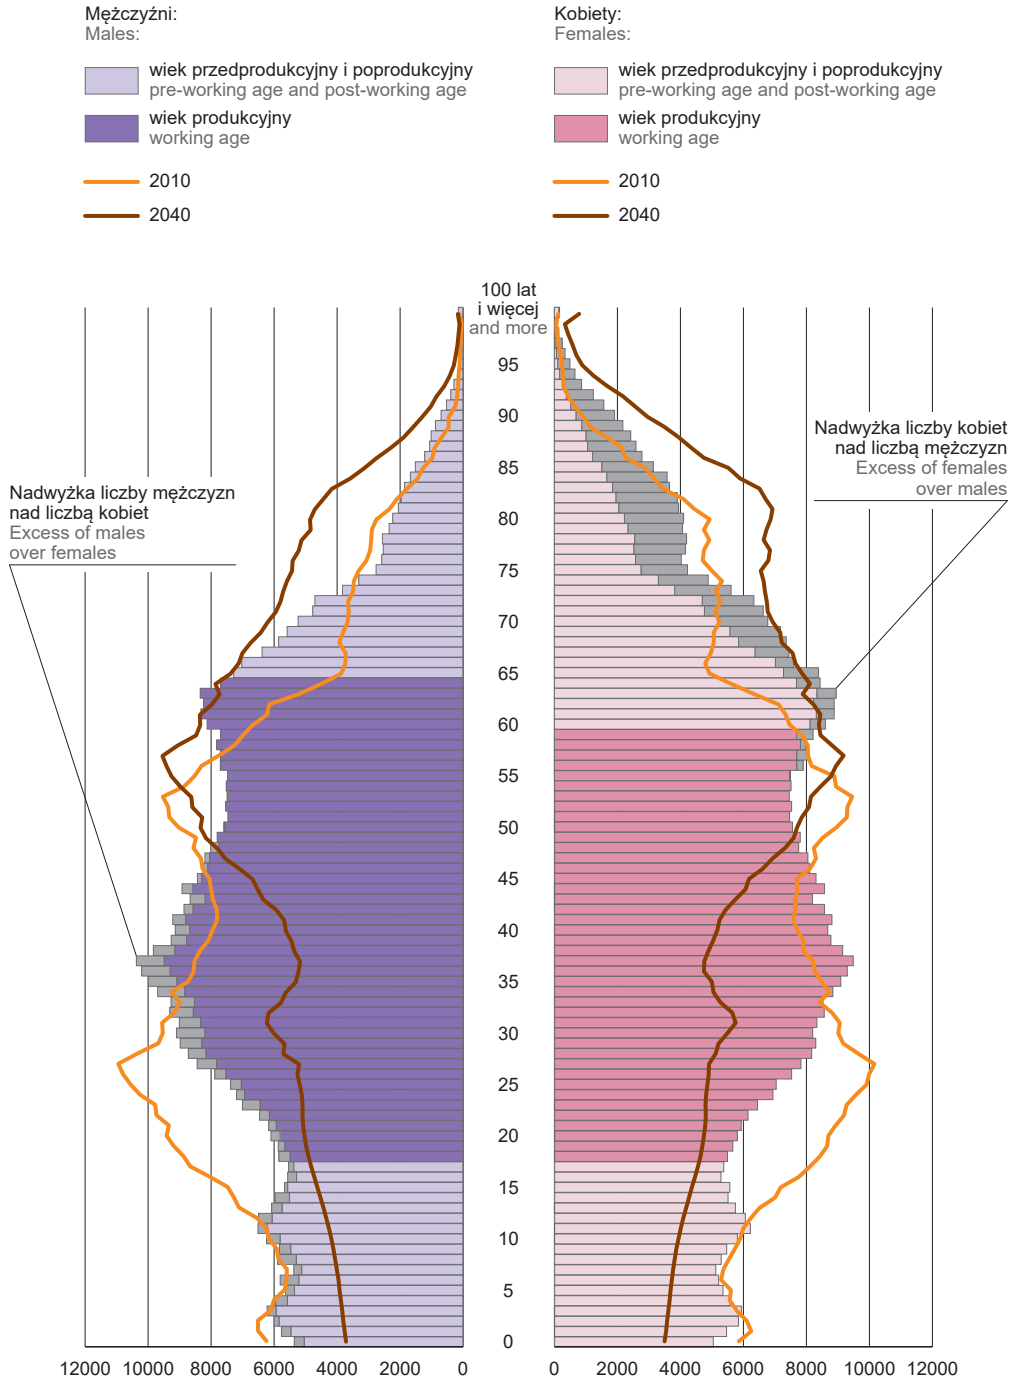 Mężczyźni:
Males:
wiek przedprodukcyjny i poprodukcyjny
pre-working age and post-working age
wiek produkcyjny
working age
2010
2040
Kobiety:
Females:
wiek przedprodukcyjny i poprodukcyjny
pre-working age and post-working age
wiek produkcyjny
working age
2010
2040
100 lat
i więcej
and more
95
90
85
80
75
70
65
60
55
50
45
40
35
30
25
20
15
10
5
0
Nadwyżka liczby mężczyzn
nad liczbą kobiet
Excess of males
over females
Nadwyżka liczby kobiet
nad liczbą mężczyzn
Excess of females
over males
12000 10000 8000 6000 4000 2000 0
0 2000 4000 6000 8000 10000 12000